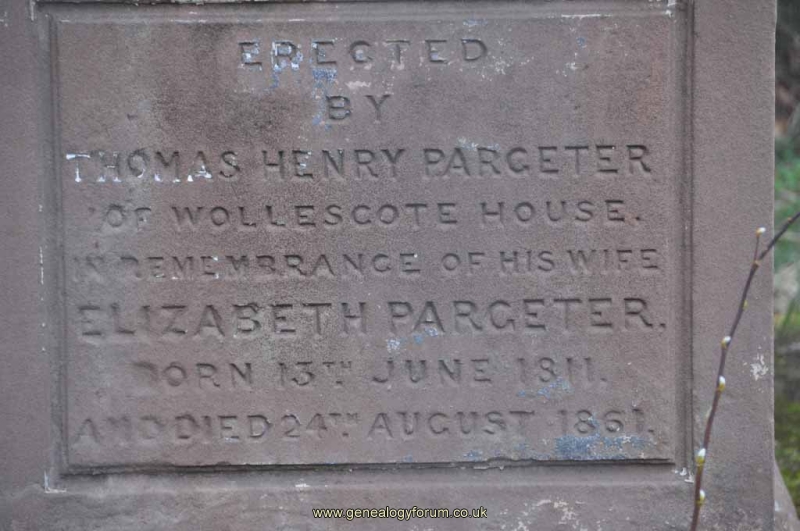 ERECTED
BY
THOMAS HENRY PARGETER
OF WOLLESCOTE HOUSE.
IN REMEMBRANCE OF HIS WIFE
ELIZABETH PARGETER.
BORN 13TH JUNE 1811.
AND DIED 24TH AUGUST 1861.
www.genealogyforum.co.uk